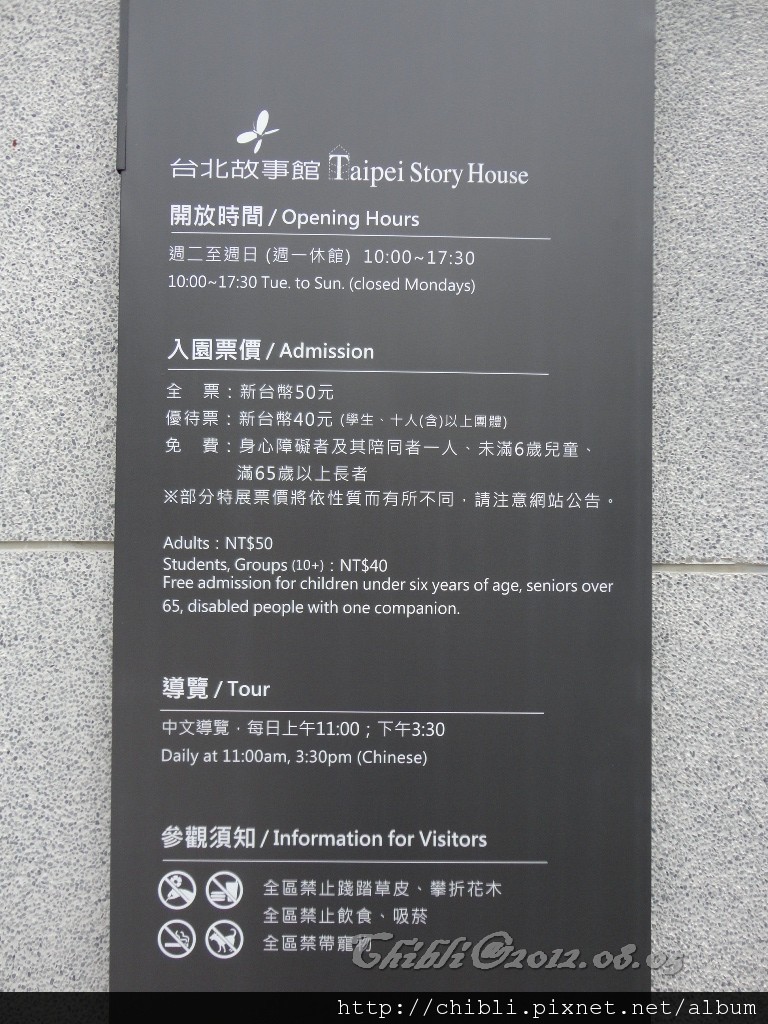 台北故事館 Taipei Story House
開放時間 / Opening Hours
週二至週日 (週一休館) 10:00~17:30
10:00~17:30 Tue. to Sun. (closed Mondays)
入園票價 / Admission
全 票：新台幣50元
優待票：新台幣40元 (學生、十人(含)以上團體)
免 費：身心障礙者及其陪同者一人、未滿6歲兒童、
滿65歲以上長者
※部分特展票價將依性質而有所不同，請注意網站公告。
Adults : NT$50
Students, Groups (10+) : NT$40
Free admission for children under six years of age, seniors over
65, disabled people with one companion.
導覽 / Tour
中文導覽，每日上午11:00；下午3:30
Daily at 11:00am, 3:30pm (Chinese)
參觀須知 / Information for Visitors
全區禁止踐踏草皮、攀折花木
全區禁止飲食、吸菸
全區禁帶寵物
Chibli@2012.08.05
http://chibli.pixnet.net/album